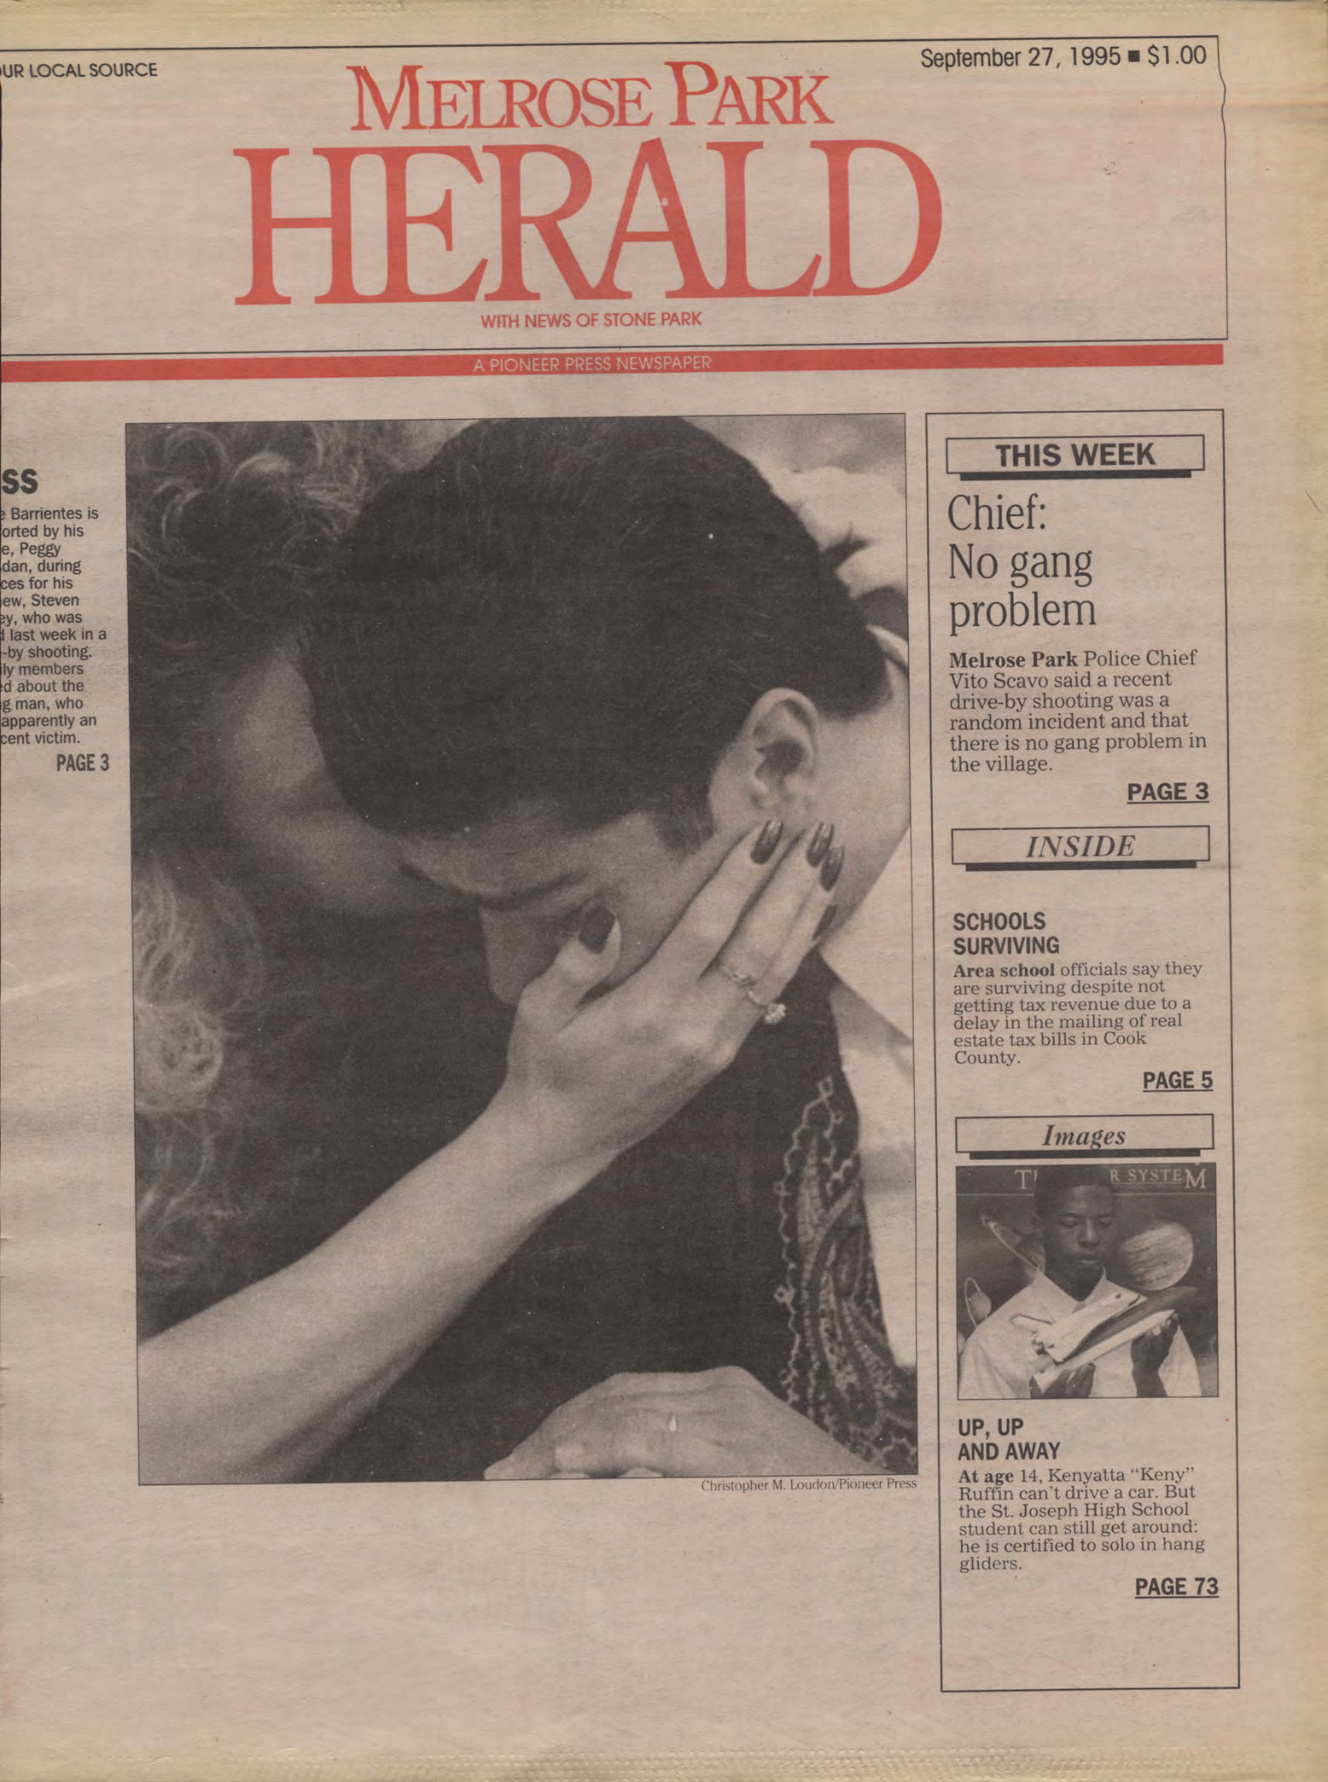 UR LOCAL SOURCE
September 27, 1995 ■ $1.00
MELROSE PARK
HERALD
WITH NEWS OF STONE PARK
A PIONEER PRESS NEWSPAPER
SS
Barrientes is
orted by his
e, Peggy
dan, during
ces for his
ew, Steven
ey, who was
last week in a
-by shooting.
ily members
d about the
g man, who
apparently an
cent victim.
PAGE 3
Christopher M. Loudon/Pioneer Press
THIS WEEK
Chief:
No gang
problem
Melrose Park Police Chief
Vito Scavo said a recent
drive-by shooting was a
random incident and that
there is no gang problem in
the village.
PAGE 3
INSIDE
SCHOOLS
SURVIVING
Area school officials say they
are surviving despite not
getting tax revenue due to a
delay in the mailing of real
estate tax bills in Cook
County.
PAGE 5
Images
R SYSTEM
UP, UP
AND AWAY
At age 14, Kenyatta "Keny"
Ruffin can't drive a car. But
the St. Joseph High School
student can still get around:
he is certified to solo in hang
gliders.
PAGE 73